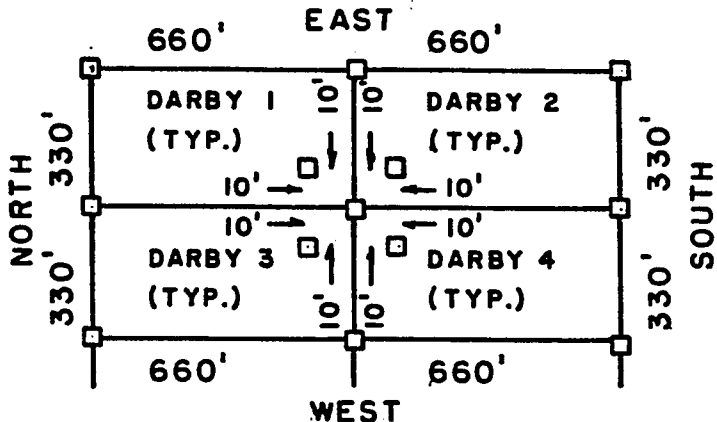 EAST
660' 660'
10' 10'
DARBY 1 DARBY 2
(TYP.) (TYP.)
330' 330'
10' 10'
NORTH SOUTH
10' 10'
DARBY 3 DARBY 4
(TYP.) (TYP.)
330' 330'
10' 10'
660' 660'
WEST